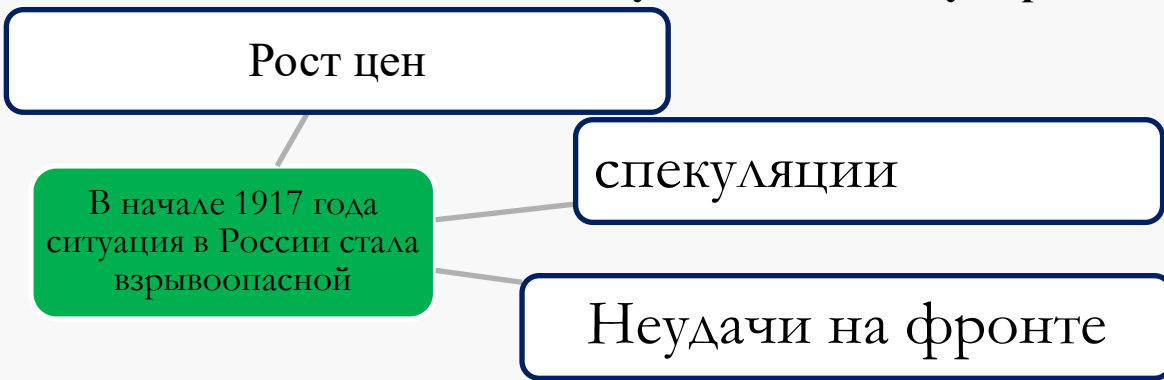 Рост цен
спекуляции
В начале 1917 года
ситуация в России стала
взрывоопасной
Неудачи на фронте